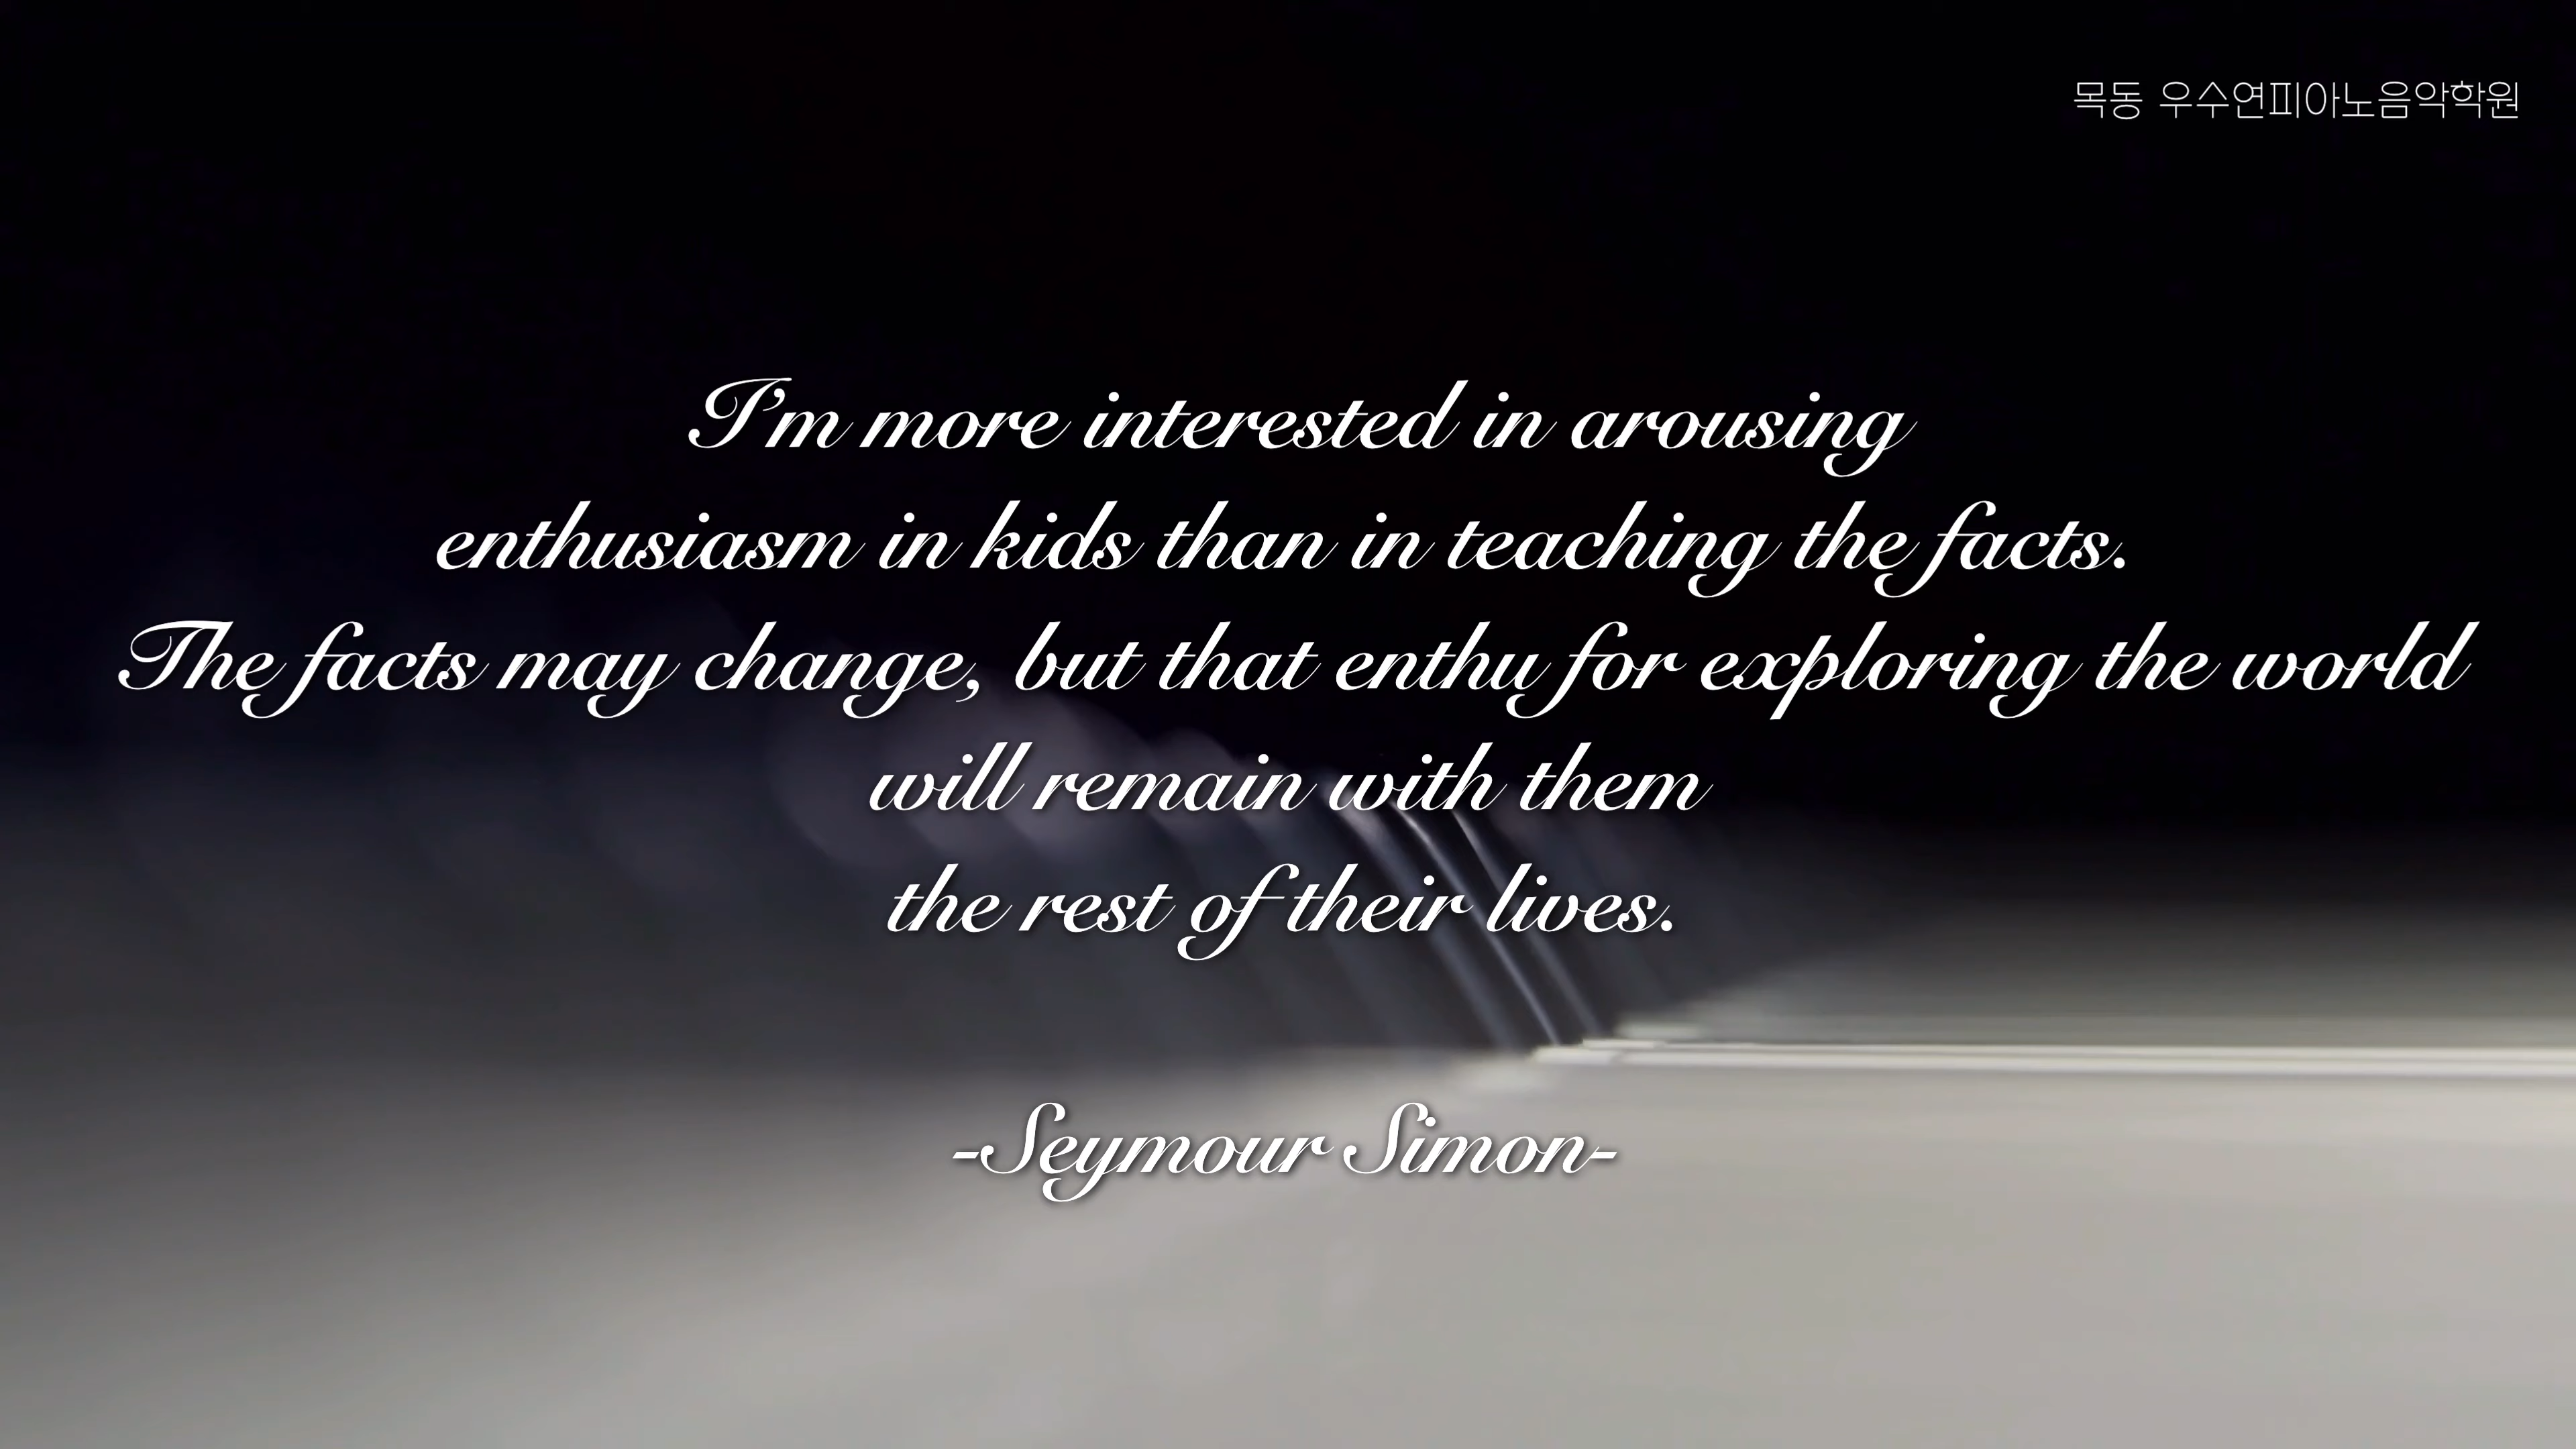 목동 우수연피아노음악학원
I'm more interested in arousing
enthusiasm in kids than in teaching the facts.
The facts may change, but that enthu for exploring the world
will remain with them
the rest of their lives.
-Seymour Simon-